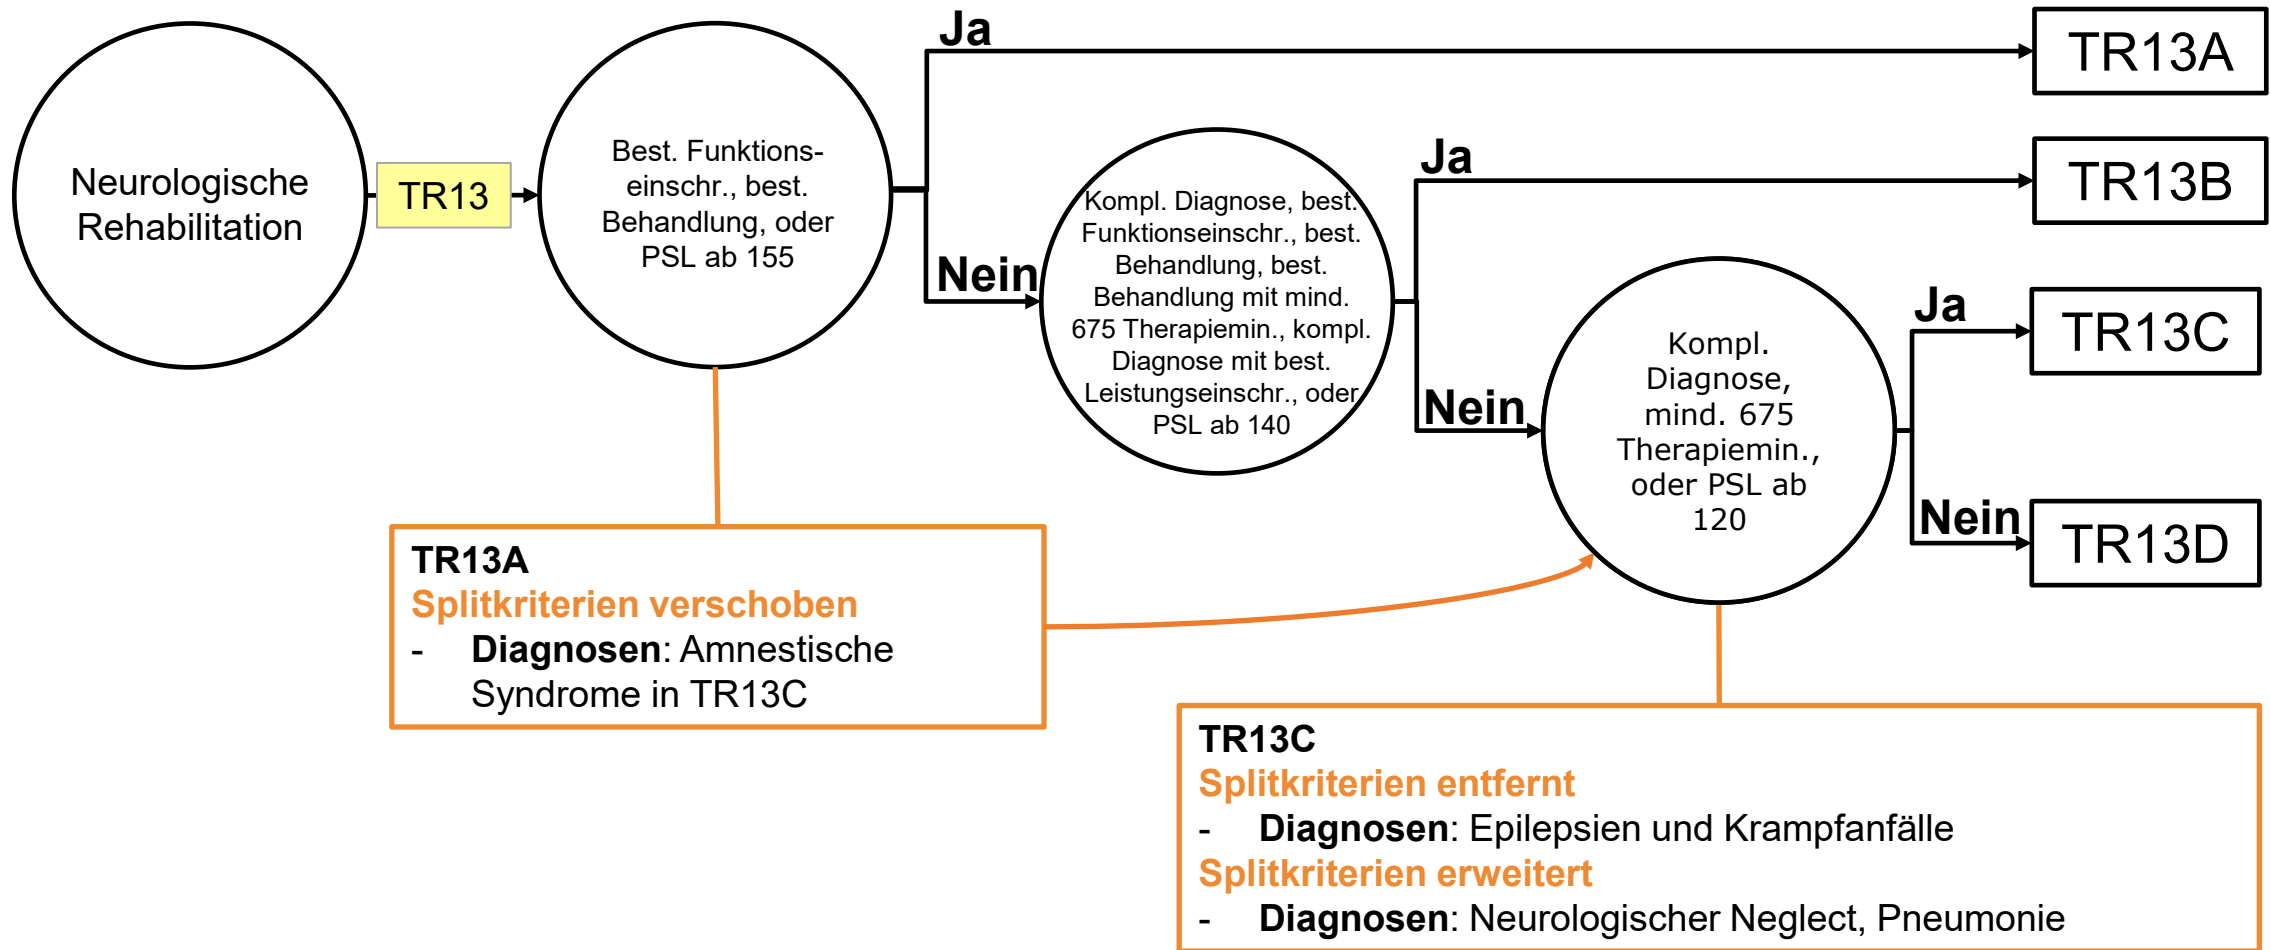 Neurologische
Rehabilitation
TR13
Best. Funktions-
einschr., best.
Behandlung, oder
PSL ab 155
Ja
TR13A
Nein
Kompl. Diagnose, best.
Funktionseinschr., best.
Behandlung, best.
Behandlung mit mind.
675 Therapiemin., kompl.
Diagnose mit best.
Leistungseinschr., oder
PSL ab 140
Ja
TR13B
Nein
Kompl.
Diagnose,
mind. 675
Therapiemin.,
oder PSL ab
120
Ja
TR13C
Nein
TR13D
TR13A
Splitkriterien verschoben
- Diagnosen: Amnestische
Syndrome in TR13C
TR13C
Splitkriterien entfernt
- Diagnosen: Epilepsien und Krampfanfälle
Splitkriterien erweitert
- Diagnosen: Neurologischer Neglect, Pneumonie